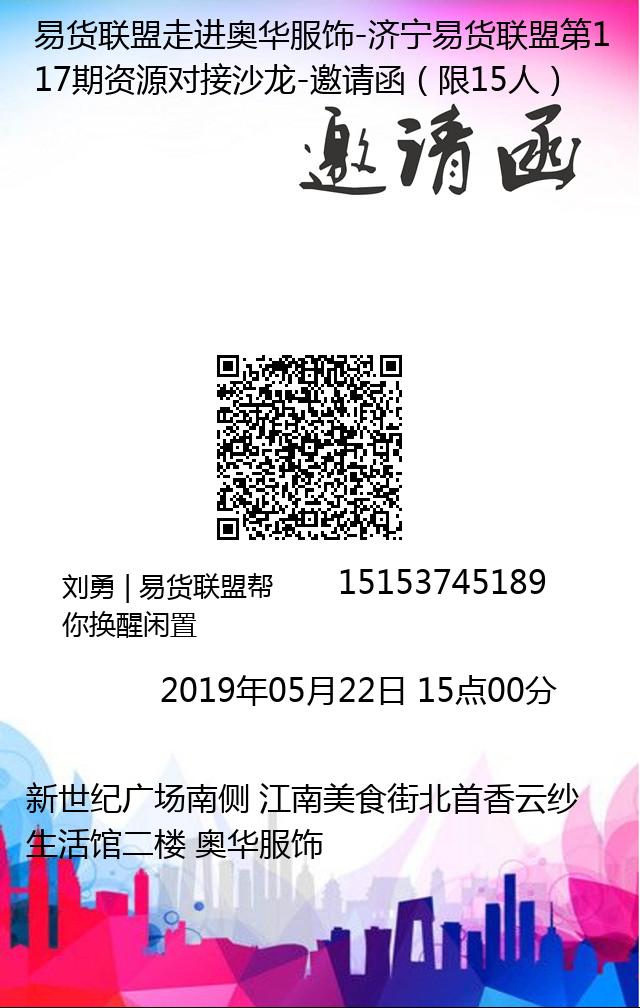 易货联盟走进奥华服饰-济宁易货联盟第1
17期资源对接沙龙-邀请函（限15人）
邀请函
刘勇 | 易货联盟帮
你换醒闲置
15153745189
2019年05月22日 15点00分
新世纪广场南侧 江南美食街北首香云纱
生活馆二楼 奥华服饰